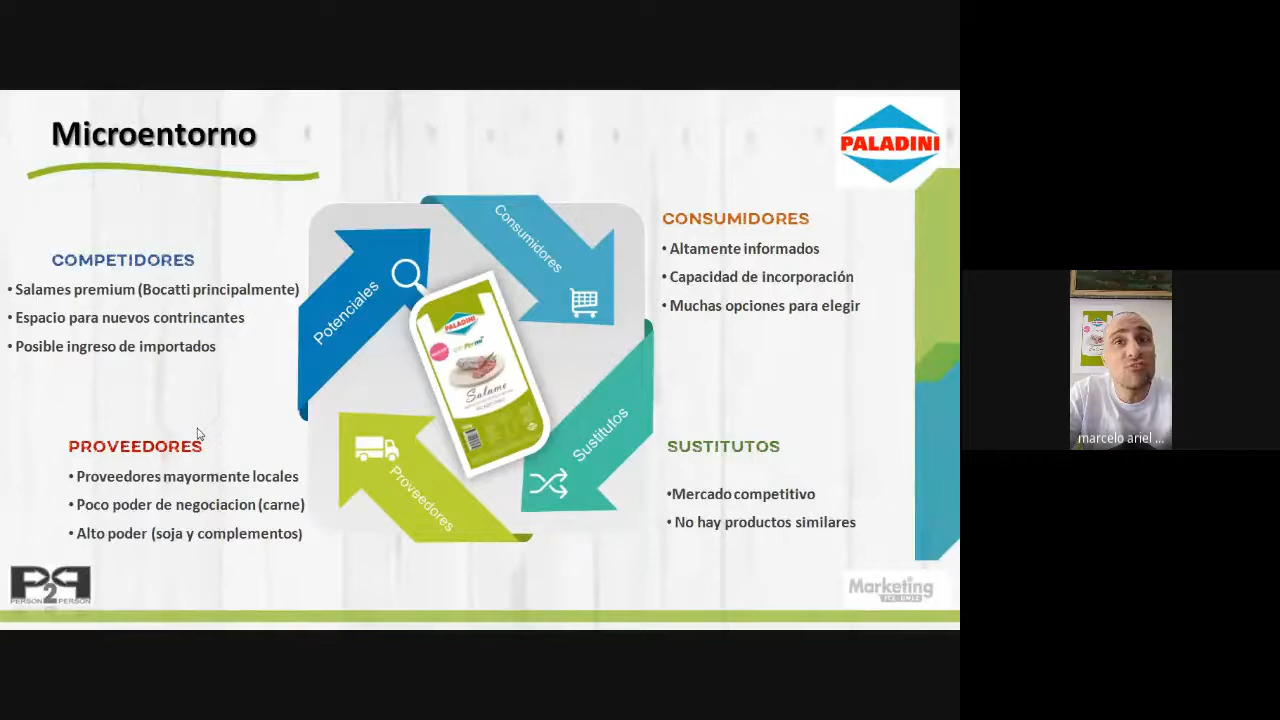 Microentorno
PALADINI
COMPETIDORES
• Salames premium (Bocatti principalmente)
• Espacio para nuevos contrincantes
• Posible ingreso de importados
PROVEEDORES
• Proveedores mayormente locales
• Poco poder de negociacion (carne)
• Alto poder (soja y complementos)
Potenciales
Consumidores
Sustitutos
Proveedores
PALADINI
Salame
CONSUMIDORES
• Altamente informados
• Capacidad de incorporación
• Muchas opciones para elegir
SUSTITUTOS
•Mercado competitivo
• No hay productos similares
P2P
PERSON 2 PERSON
Marketing
marcelo ariel ...